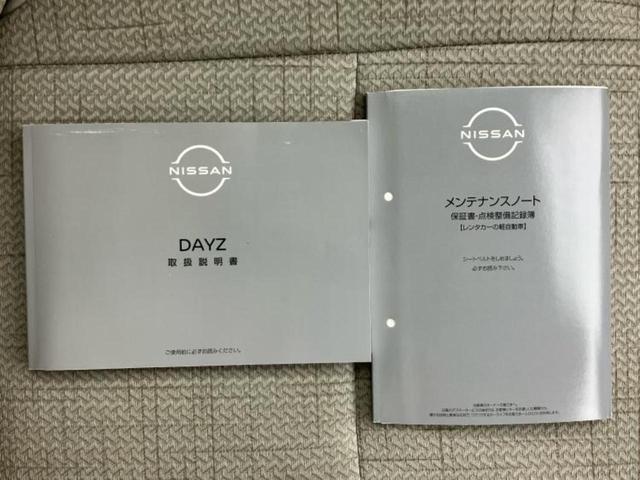 NISSAN
DAYZ
取扱説明書
ご使用前に必ずお読みください。
NISSAN
メンテナンスノート
保証書・点検整備記録簿
【レンタカーの軽自動車】
シートベルトをしめましょう。
必ずお読み下さい。